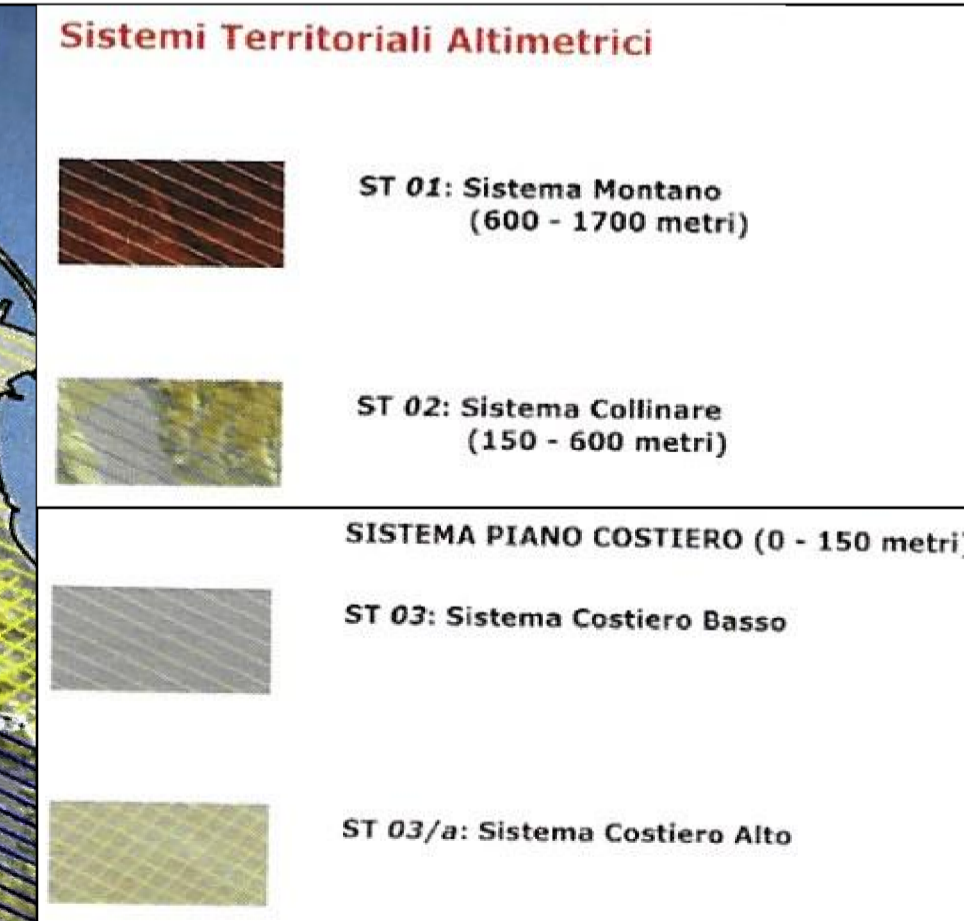 Sistemi Territoriali Altimetrici
ST 01: Sistema Montano
(600 - 1700 metri)
ST 02: Sistema Collinare
(150 - 600 metri)
SISTEMA PIANO COSTIERO (0 - 150 metri)
ST 03: Sistema Costiero Basso
ST 03/a: Sistema Costiero Alto